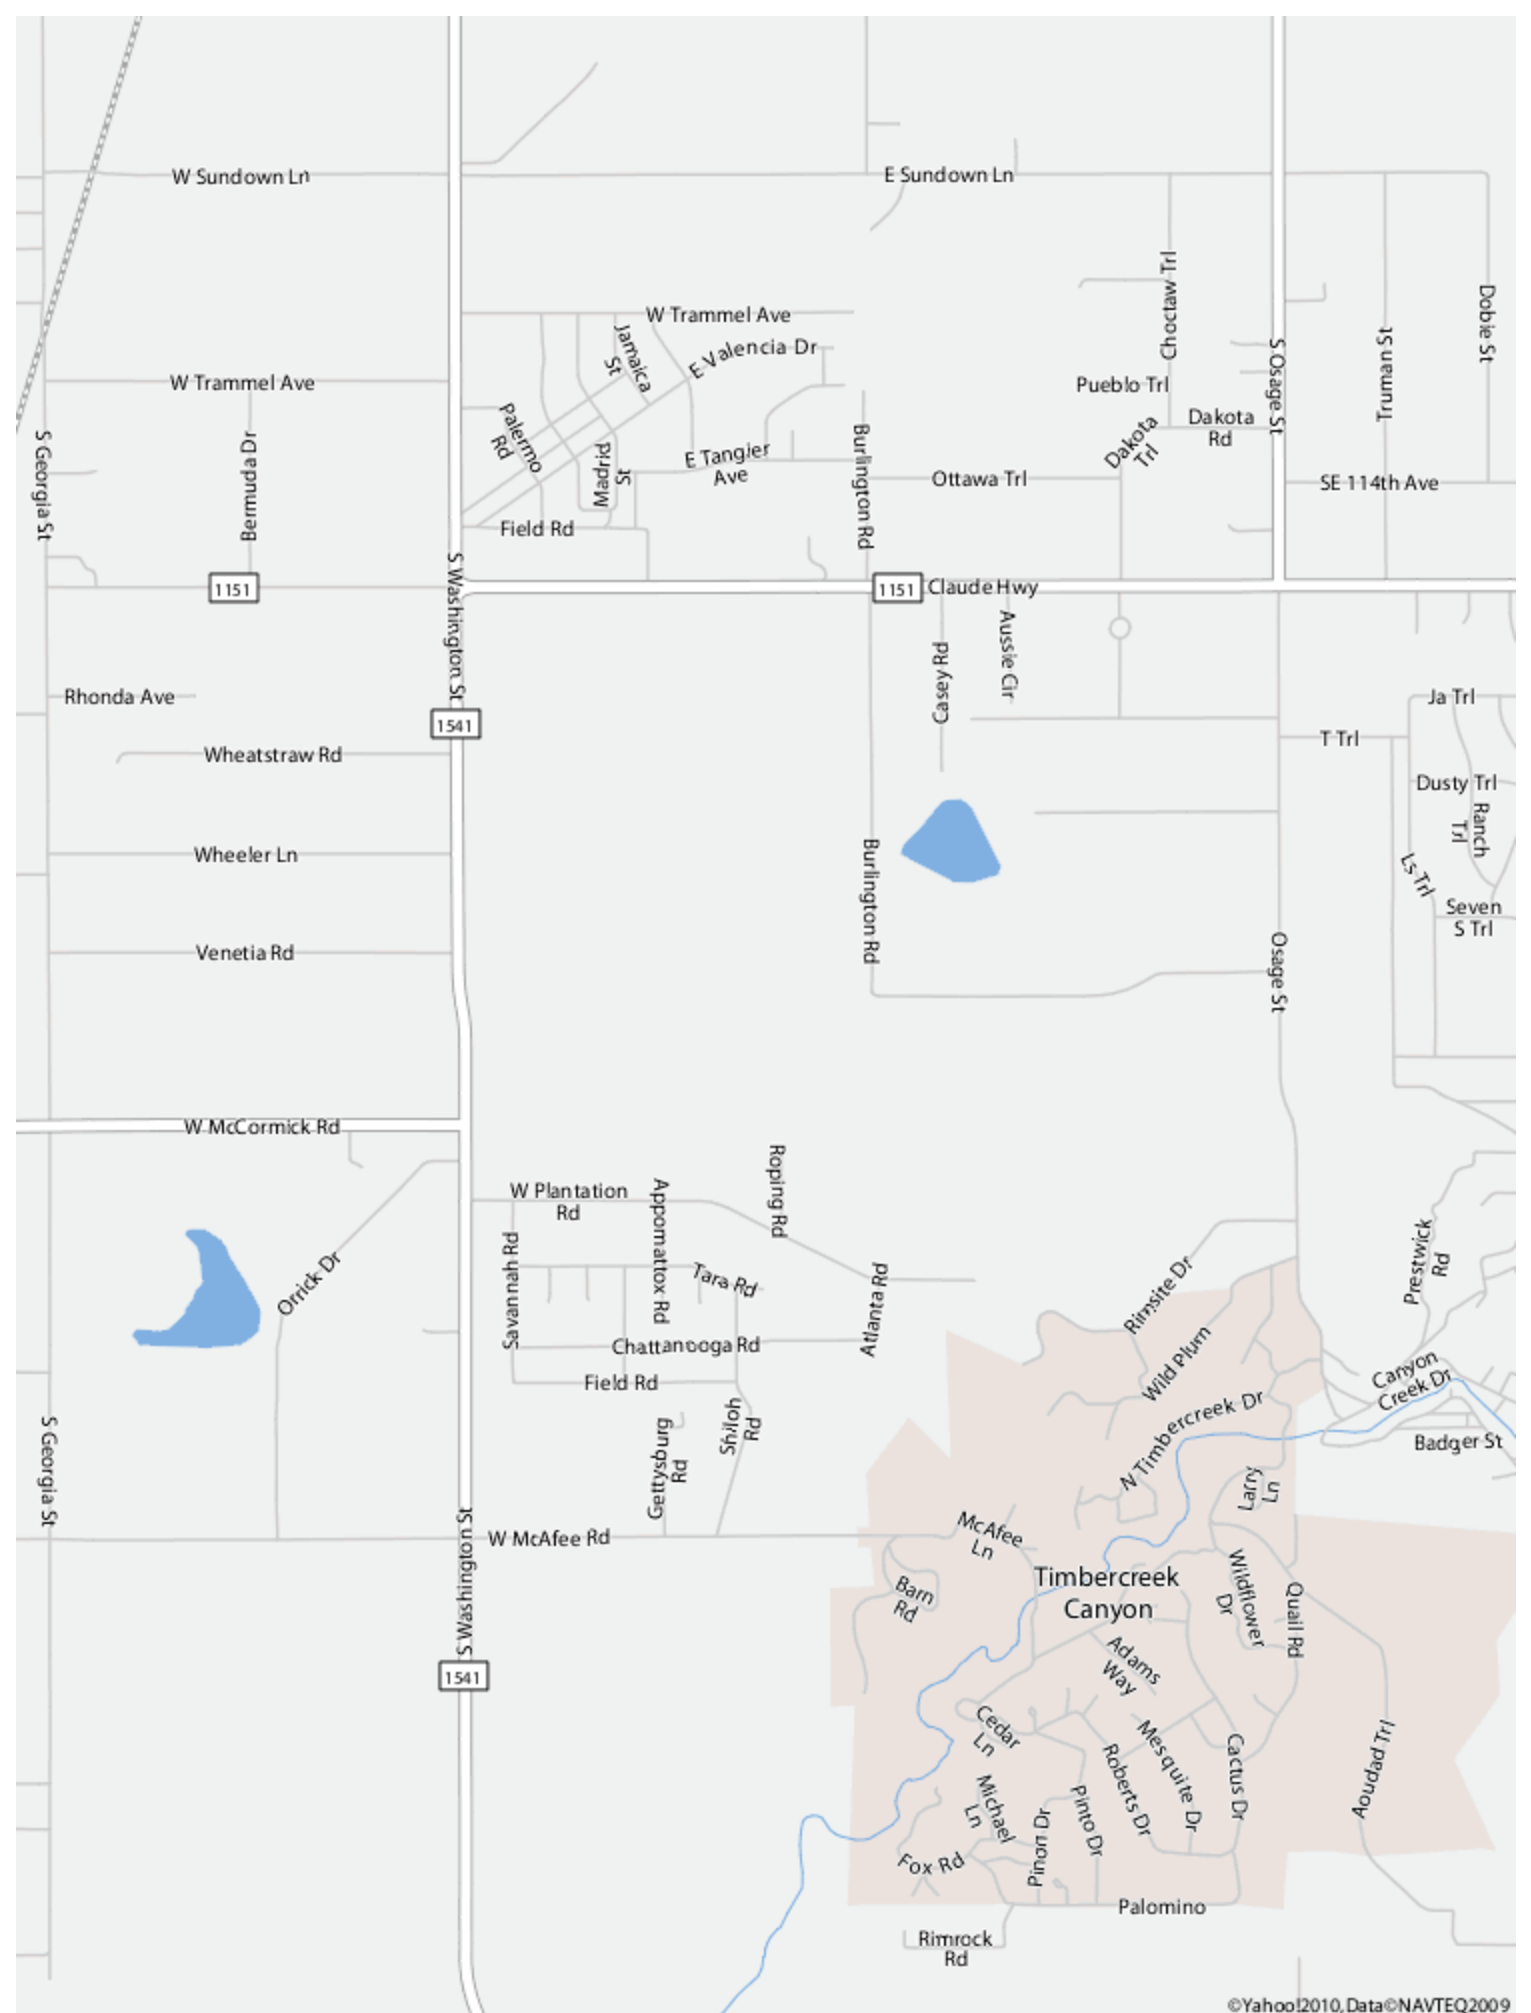 W Sundown Ln
E Sundown Ln
Choctaw Trl
Dobie St
W Trammel Ave
Jamaica
St
E Valencia Dr
S Osage St
Truman St
W Trammel Ave
Pueblo Trl
Palermo
Rd
Dakota
Rd
Dakota
Trl
S Georgia St
Bermuda Dr
Madrid
St
E Tangier
Ave
Burlington Rd
Ottawa Trl
SE 114th Ave
Field Rd
S Washington St
1151
1151
Claude Hwy
Aussie Cir
Casey Rd
Rhonda Ave
Ja Trl
1541
T Trl
Wheatstraw Rd
Dusty Trl
Ranch
Trl
Wheeler Ln
Burlington Rd
Ls Trl
Seven
S Trl
Venetia Rd
Osage St
W McCormick Rd
Roping Rd
W Plantation
Rd
Appomattox Rd
Savannah Rd
Orrick Dr
Tara Rd
Atlanta Rd
Rimsite Dr
Prestwick
Rd
Chattanooga Rd
Wild Plum
Field Rd
Canyon
Creek Dr
N Timbercreek Dr
Shiloh
Rd
Gettysburg
Rd
Badger St
S Georgia St
Larry
Ln
S Washington St
W McAfee Rd
McAfee
Ln
Timbercreek
Canyon
Barn
Rd
Wildflower
Dr
Quail Rd
Adams
Way
1541
Cedar
Ln
Mesquite Dr
Cactus Dr
Aoudad Trl
Roberts Dr
Michael
Ln
Pinto Dr
Pinon Dr
Fox Rd
Palomino
Rimrock
Rd
©Yahoo!2010, Data©NAVTEQ2009